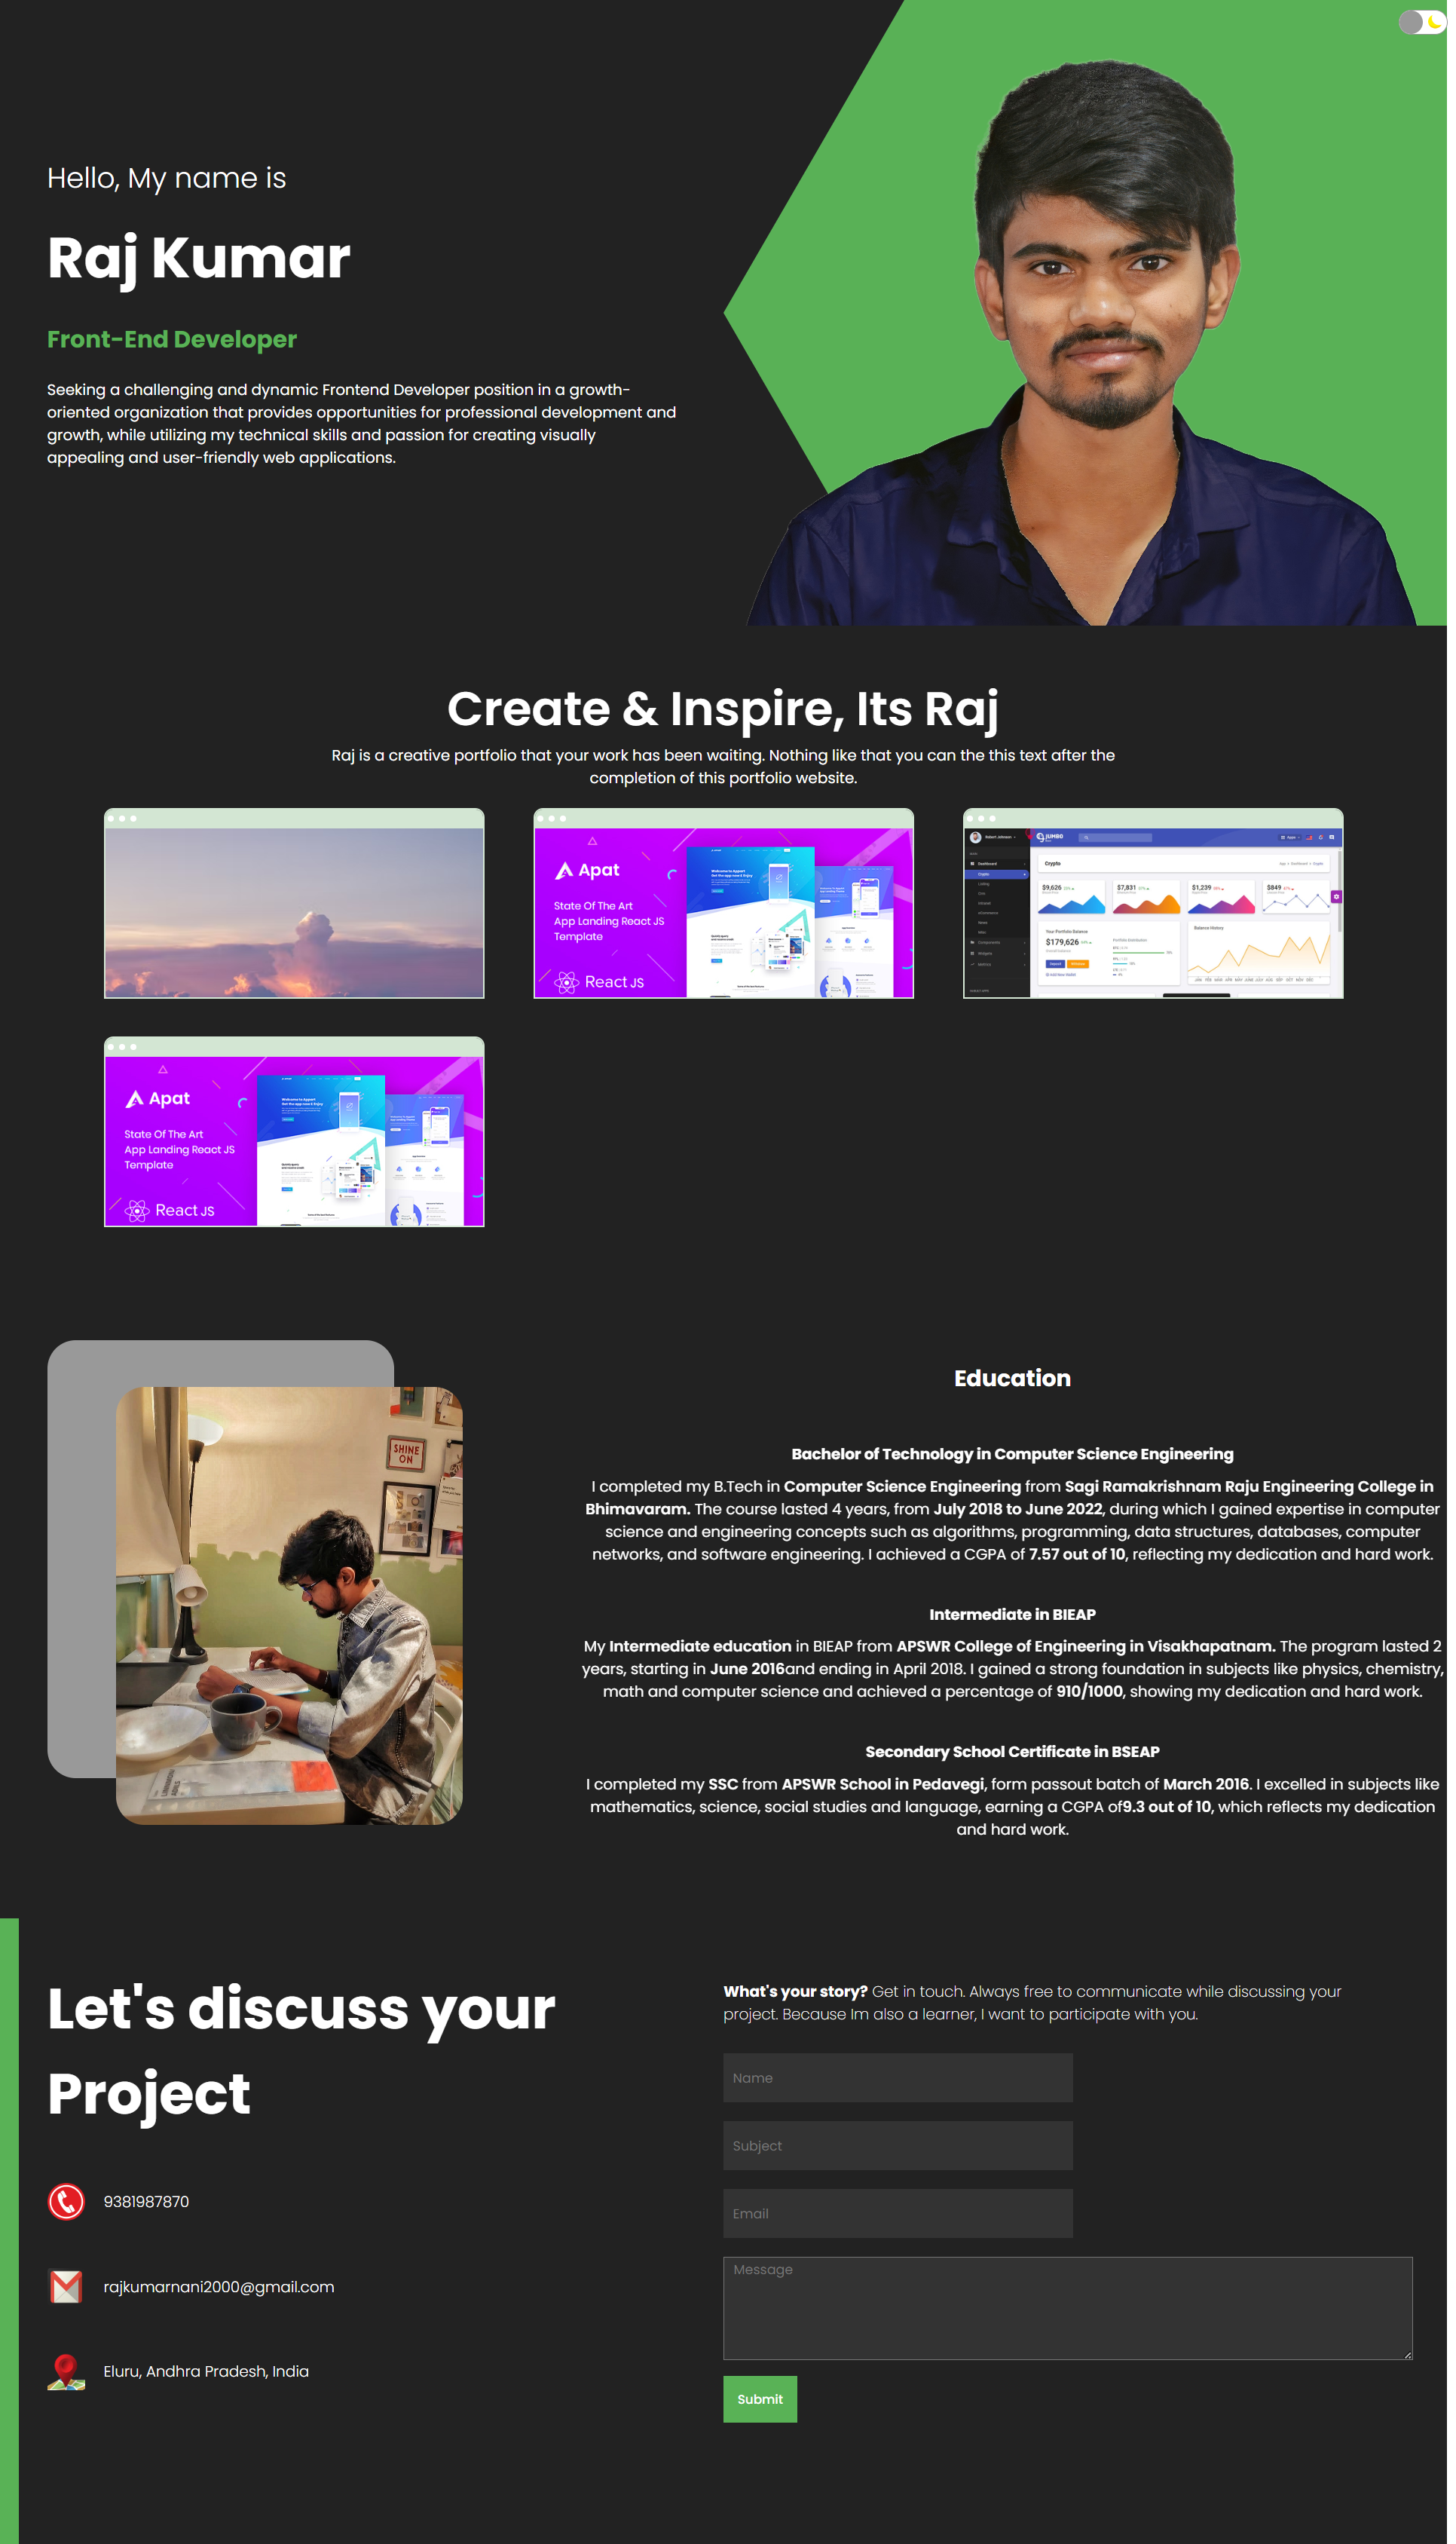 Hello, My name is
Raj Kumar
Front-End Developer
Seeking a challenging and dynamic Frontend Developer position in a growth-
oriented organization that provides opportunities for professional development and
growth, while utilizing my technical skills and passion for creating visually
appealing and user-friendly web applications.
Create & Inspire, Its Raj
Raj is a creative portfolio that your work has been waiting. Nothing like that you can the this text after the
completion of this portfolio website.
Apat
State Of The Art
App Landing React JS
Template
React JS
JUMBO
Crypto
$9,626
$7,831
$1,239
$849
Your Portfolio Balance
$179,626
Portfolio Distribution
Balance History
Apat
State Of The Art
App Landing React JS
Template
React JS
SHINE
ON
Education
Bachelor of Technology in Computer Science Engineering
I completed my B.Tech in Computer Science Engineering from Sagi Ramakrishnam Raju Engineering College in
Bhimavaram. The course lasted 4 years, from July 2018 to June 2022, during which I gained expertise in computer
science and engineering concepts such as algorithms, programming, data structures, databases, computer
networks, and software engineering. I achieved a CGPA of 7.57 out of 10, reflecting my dedication and hard work.
Intermediate in BIEAP
My Intermediate education in BIEAP from APSWR College of Engineering in Visakhapatnam. The program lasted 2
years, starting in June 2016and ending in April 2018. I gained a strong foundation in subjects like physics, chemistry,
math and computer science and achieved a percentage of 910/1000, showing my dedication and hard work.
Secondary School Certificate in BSEAP
I completed my SSC from APSWR School in Pedavegi, form passout batch of March 2016. I excelled in subjects like
mathematics, science, social studies and language, earning a CGPA of9.3 out of 10, which reflects my dedication
and hard work.
Let's discuss your
Project
9381987870
rajkumarnani2000@gmail.com
Eluru, Andhra Pradesh, India
What's your story? Get in touch. Always free to communicate while discussing your
project. Because Im also a learner, I want to participate with you.
Name
Subject
Email
Message
Submit